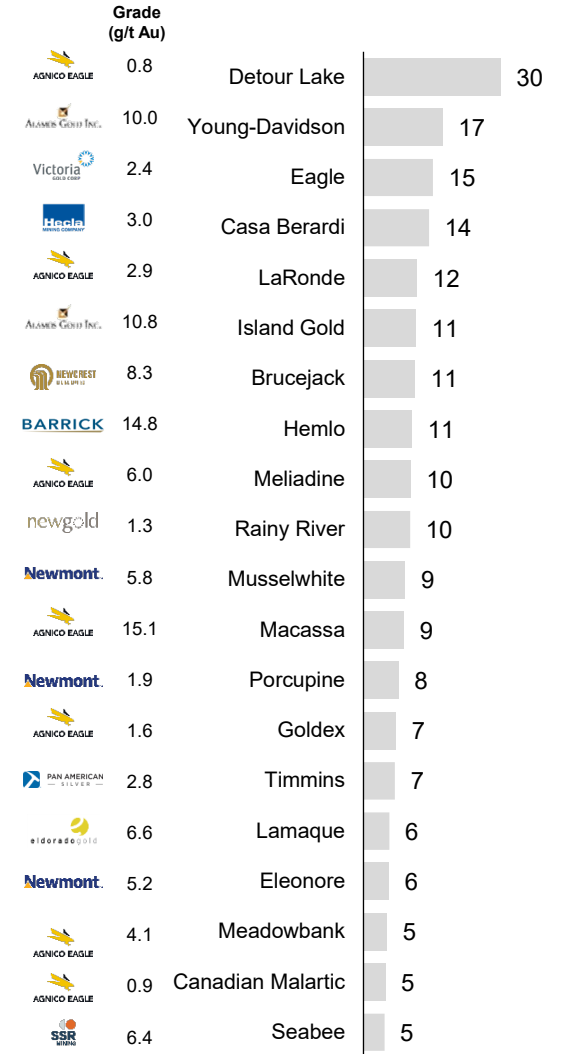 Grade
(g/t Au)
AGNICO EAGLE 0.8 Detour Lake 30
ALAMOS GOLD INC. 10.0 Young-Davidson 17
Victoria GOLD CORP 2.4 Eagle 15
Hecla MINING COMPANY 3.0 Casa Berardi 14
AGNICO EAGLE 2.9 LaRonde 12
ALAMOS GOLD INC. 10.8 Island Gold 11
NEWCREST 8.3 Brucejack 11
BARRICK 14.8 Hemlo 11
AGNICO EAGLE 6.0 Meliadine 10
newgold 1.3 Rainy River 10
Newmont. 5.8 Musselwhite 9
AGNICO EAGLE 15.1 Macassa 9
Newmont. 1.9 Porcupine 8
AGNICO EAGLE 1.6 Goldex 7
PAN AMERICAN SILVER 2.8 Timmins 7
eldoradogold 6.6 Lamaque 6
Newmont. 5.2 Eleonore 6
AGNICO EAGLE 4.1 Meadowbank 5
AGNICO EAGLE 0.9 Canadian Malartic 5
SSR MINING 6.4 Seabee 5